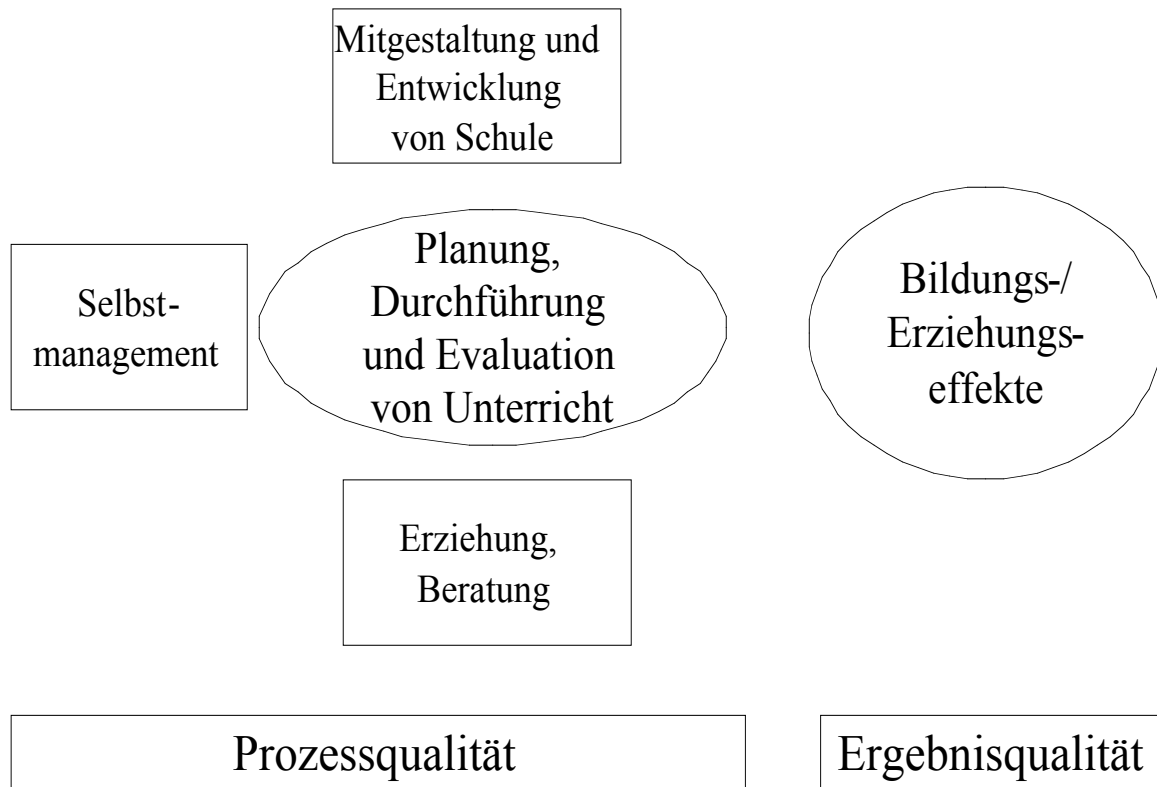 Mitgestaltung und
Entwicklung
von Schule
Selbst-
management
Planung,
Durchführung
und Evaluation
von Unterricht
Bildungs-/
Erziehungs-
effekte
Erziehung,
Beratung
Prozessqualität
Ergebnisqualität